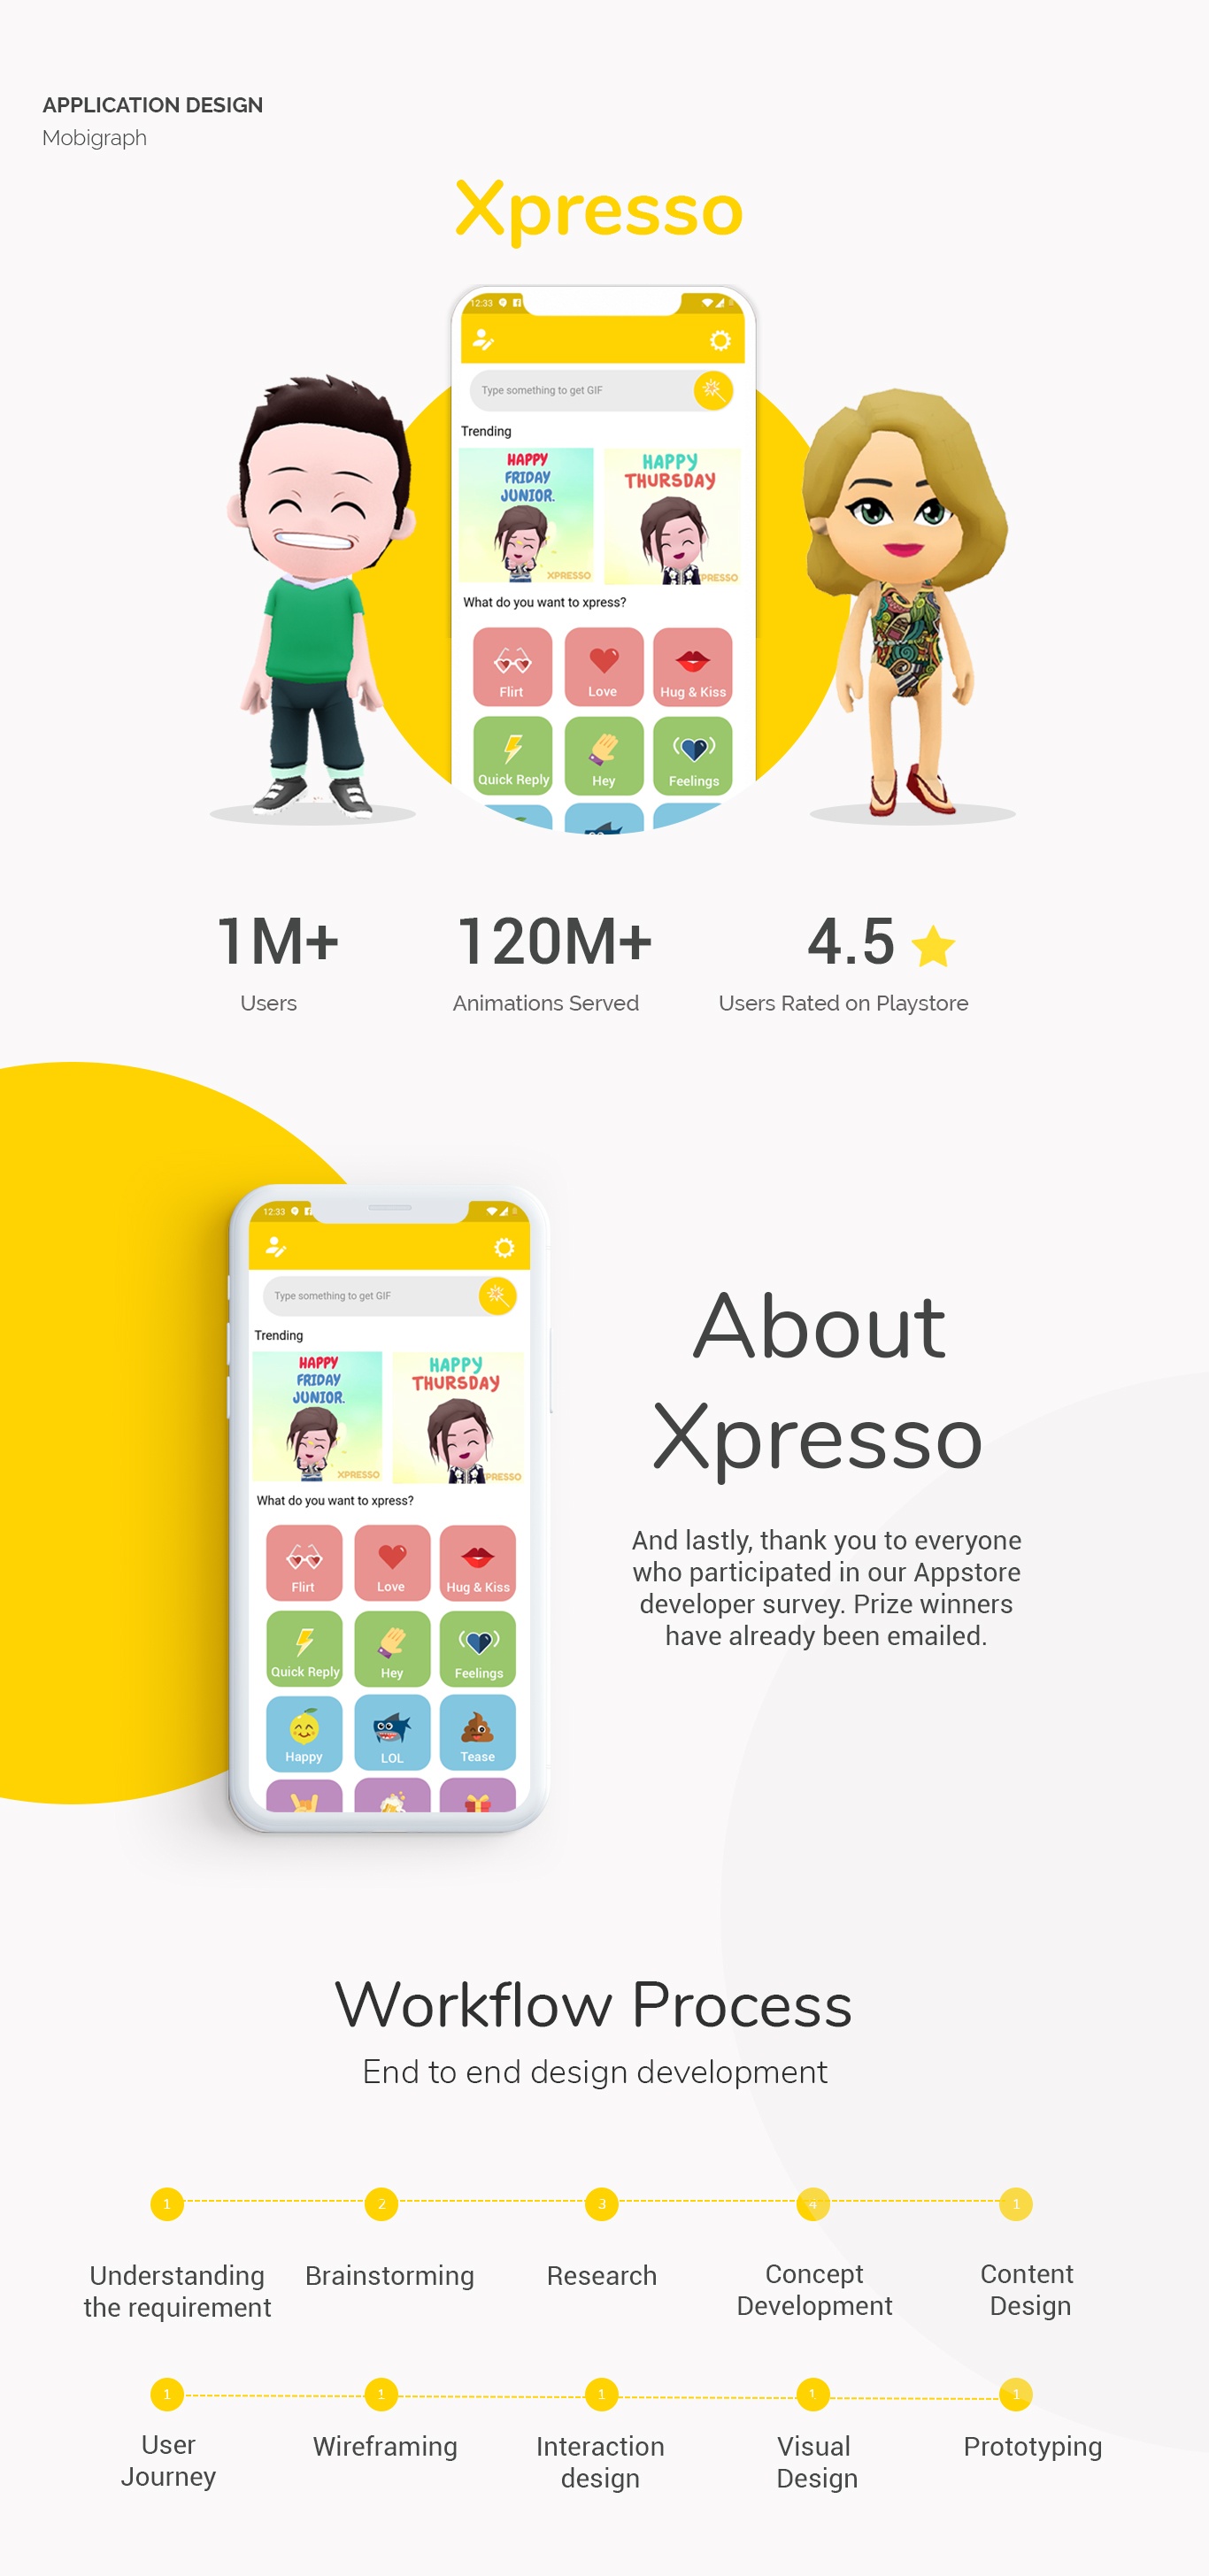 APPLICATION DESIGN
Mobigraph
Xpresso
12:33
Type something to get GIF
Trending
HAPPY
FRIDAY
JUNIOR.
XPRESSO
HAPPY
THURSDAY
PRESSO
What do you want to xpress?
Flirt
Love
Hug & Kiss
Quick Reply
Hey
Feelings
1M+
120M+
4.5
Users
Animations Served
Users Rated on Playstore
12:33
Type something to get GIF
Trending
HAPPY
FRIDAY
JUNIOR.
XPRESSO
HAPPY
THURSDAY
PRESSO
What do you want to xpress?
Flirt
Love
Hug & Kiss
Quick Reply
Hey
Feelings
Happy
LOL
Tease
About
Xpresso
And lastly, thank you to everyone
who participated in our Appstore
developer survey. Prize winners
have already been emailed.
Workflow Process
End to end design development
1
2
3
4
1
Understanding
the requirement
Brainstorming
Research
Concept
Development
Content
Design
1
1
1
1
1
User
Journey
Wireframing
Interaction
design
Visual
Design
Prototyping